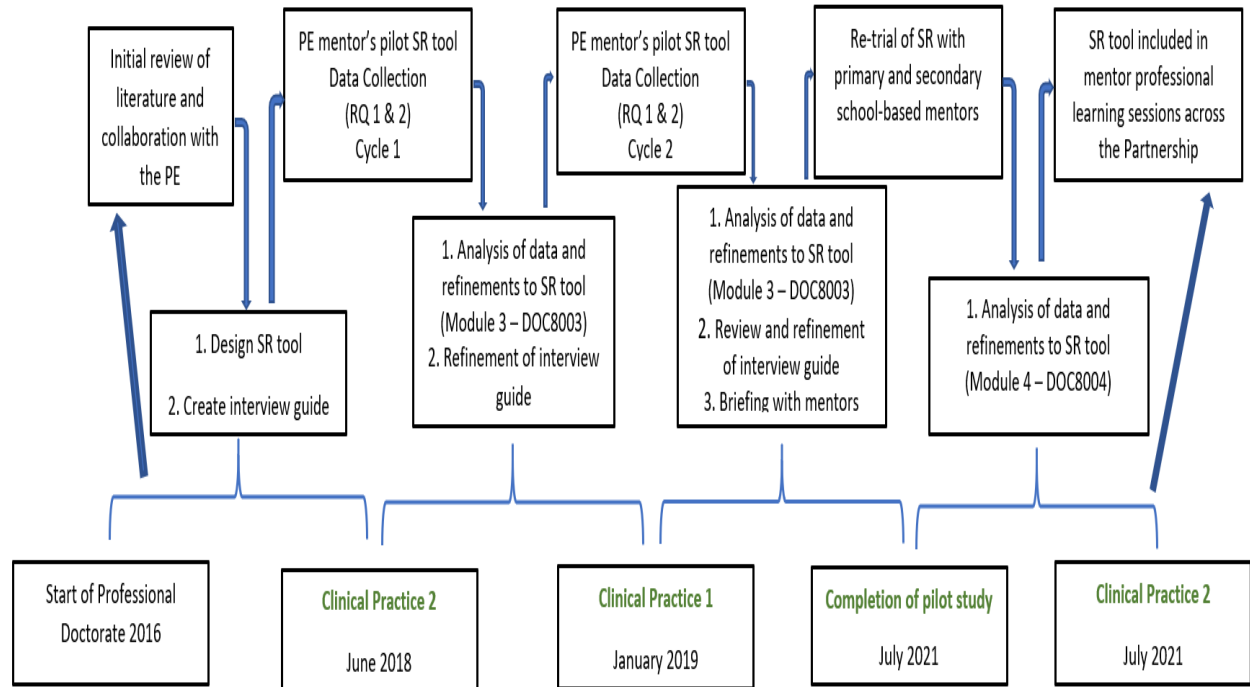 Initial review of
literature and
collaboration with
the PE
PE mentor's pilot SR tool
Data Collection
(RQ 1 & 2)
Cycle 1
PE mentor's pilot SR tool
Data Collection
(RQ 1 & 2)
Cycle 2
Re-trial of SR with
primary and secondary
school-based mentors
SR tool included in
mentor professional
learning sessions across
the Partnership
1. Design SR tool
2. Create interview guide
1. Analysis of data and
refinements to SR tool
(Module 3 – DOC8003)
2. Refinement of interview
guide
1. Analysis of data and
refinements to SR tool
(Module 3 – DOC8003)
2. Review and refinement
of interview guide
3. Briefing with mentors
1. Analysis of data and
refinements to SR tool
(Module 4 – DOC8004)
Start of Professional
Doctorate 2016
Clinical Practice 2
June 2018
Clinical Practice 1
January 2019
Completion of pilot study
July 2021
Clinical Practice 2
July 2021